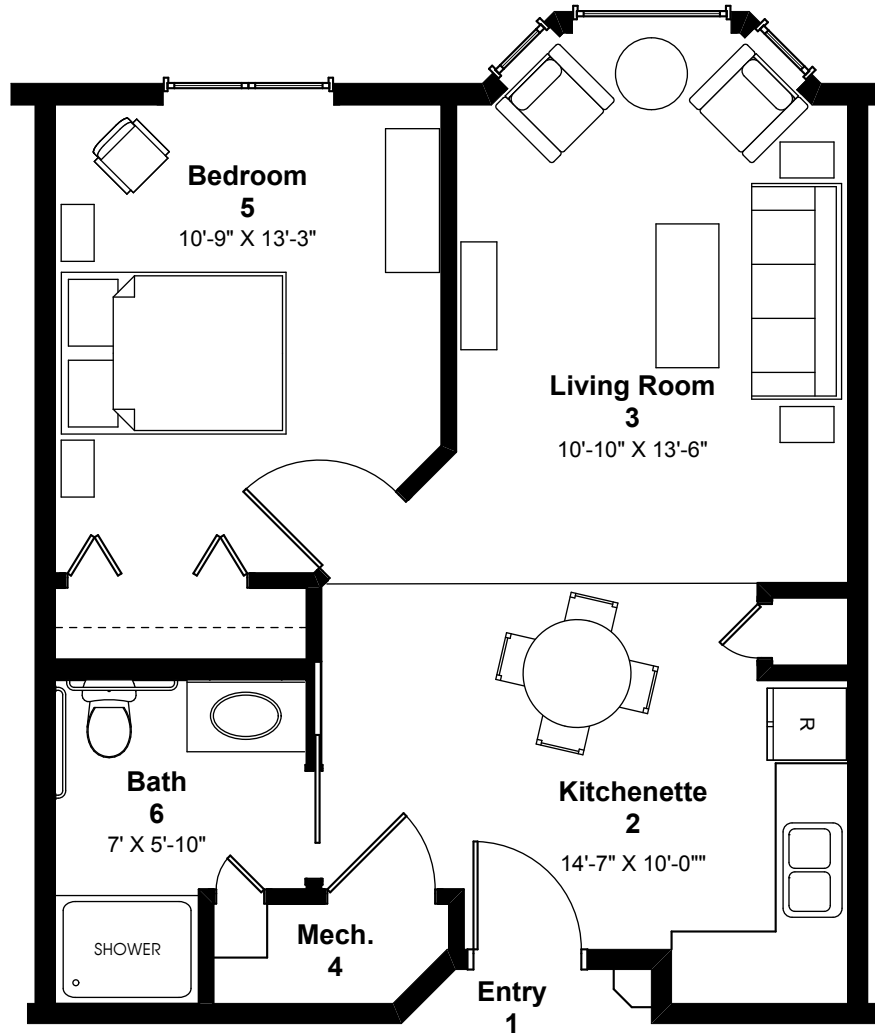 Bedroom
5
10'-9" X 13'-3"
Living Room
3
10'-10" X 13'-6"
R
Bath
6
7' X 5'-10"
Kitchenette
2
14'-7" X 10'-0""
SHOWER
Mech.
4
Entry
1